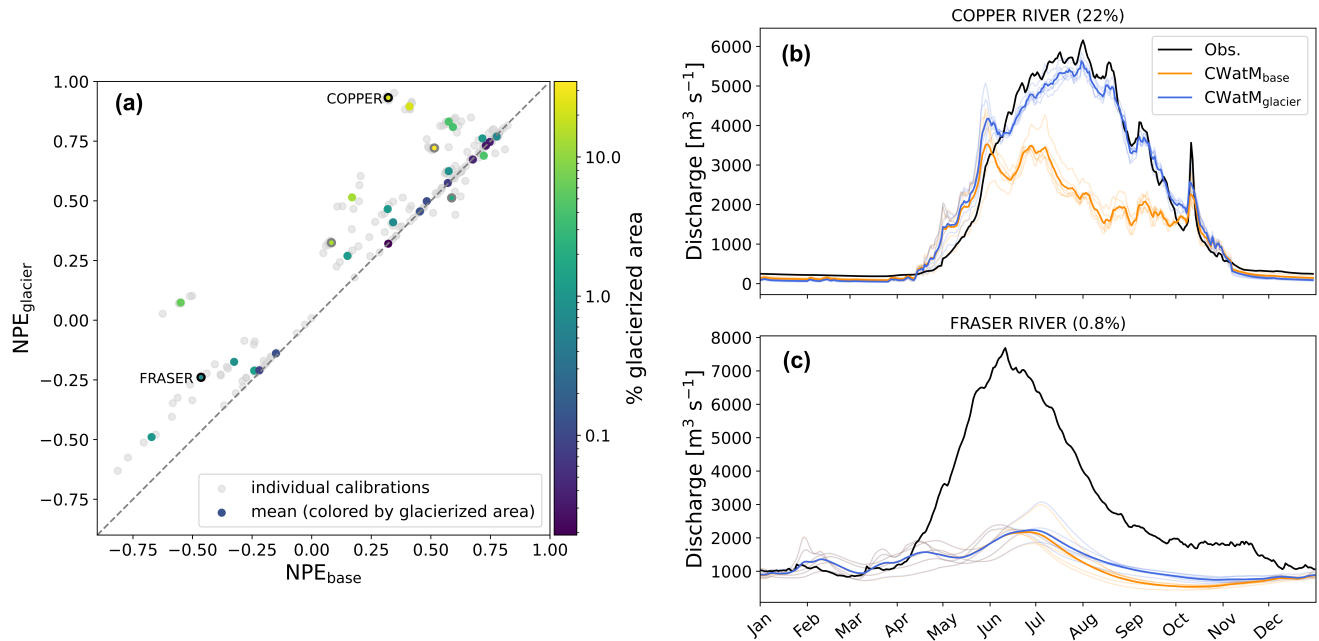 (a)
COPPER
FRASER
1.00
0.75
0.50
0.25
0.00
−0.25
−0.50
−0.75
NPE_glacier
−0.75 −0.50 −0.25 0.00 0.25 0.50 0.75 1.00
NPE_base
individual calibrations
mean (colored by glacierized area)
10.0
1.0
0.1
% glacierized area
COPPER RIVER (22%)
(b)
Obs.
CWatM_base
CWatM_glacier
6000
5000
4000
3000
2000
1000
0
Discharge [m³ s⁻¹]
FRASER RIVER (0.8%)
(c)
8000
7000
6000
5000
4000
3000
2000
1000
Discharge [m³ s⁻¹]
Jan Feb Mar Apr May Jun Jul Aug Sep Oct Nov Dec